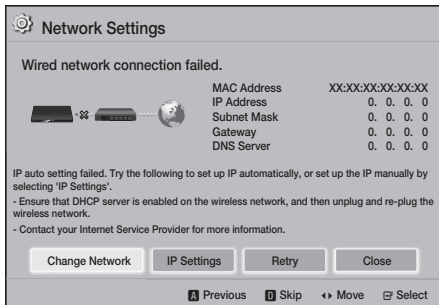 Network Settings
Wired network connection failed.
MAC Address XX:XX:XX:XX:XX:XX
IP Address 0. 0. 0. 0
Subnet Mask 0. 0. 0. 0
Gateway 0. 0. 0. 0
DNS Server 0. 0. 0. 0
IP auto setting failed. Try the following to set up IP automatically, or set up the IP manually by
selecting 'IP Settings'.
- Ensure that DHCP server is enabled on the wireless network, and then unplug and re-plug the
wireless network.
- Contact your Internet Service Provider for more information.
Change Network IP Settings Retry Close
A Previous D Skip Move Select